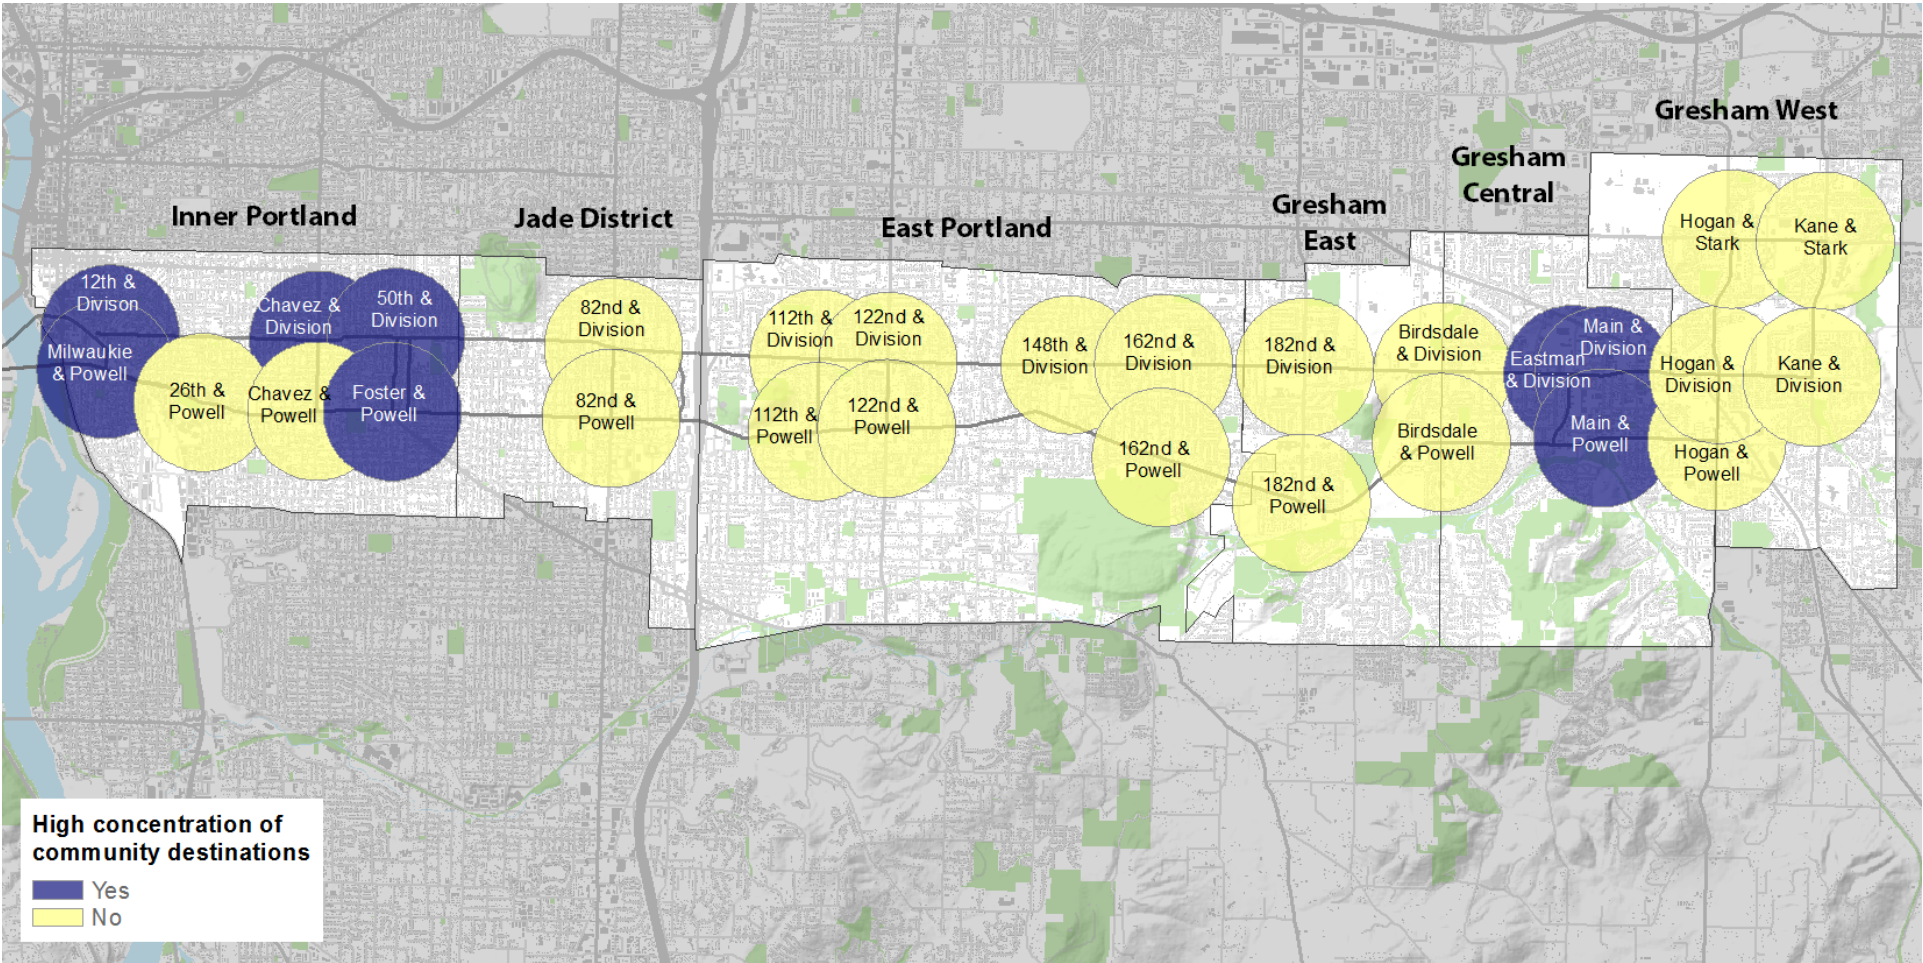 Gresham West
Gresham
Central
Gresham
East
Inner Portland
Jade District
East Portland
Hogan &
Stark
Kane &
Stark
12th &
Divison
Chavez &
Division
50th &
Division
82nd &
Division
112th &
Division
122nd &
Division
148th &
Division
162nd &
Division
182nd &
Division
Birdsdale
& Division
Eastman
& Division
Main &
Division
Hogan &
Division
Kane &
Division
Milwaukie
& Powell
26th &
Powell
Chavez &
Powell
Foster &
Powell
82nd &
Powell
112th &
Powell
122nd &
Powell
162nd &
Powell
182nd &
Powell
Birdsdale
& Powell
Main &
Powell
Hogan &
Powell
High concentration of
community destinations
Yes
No